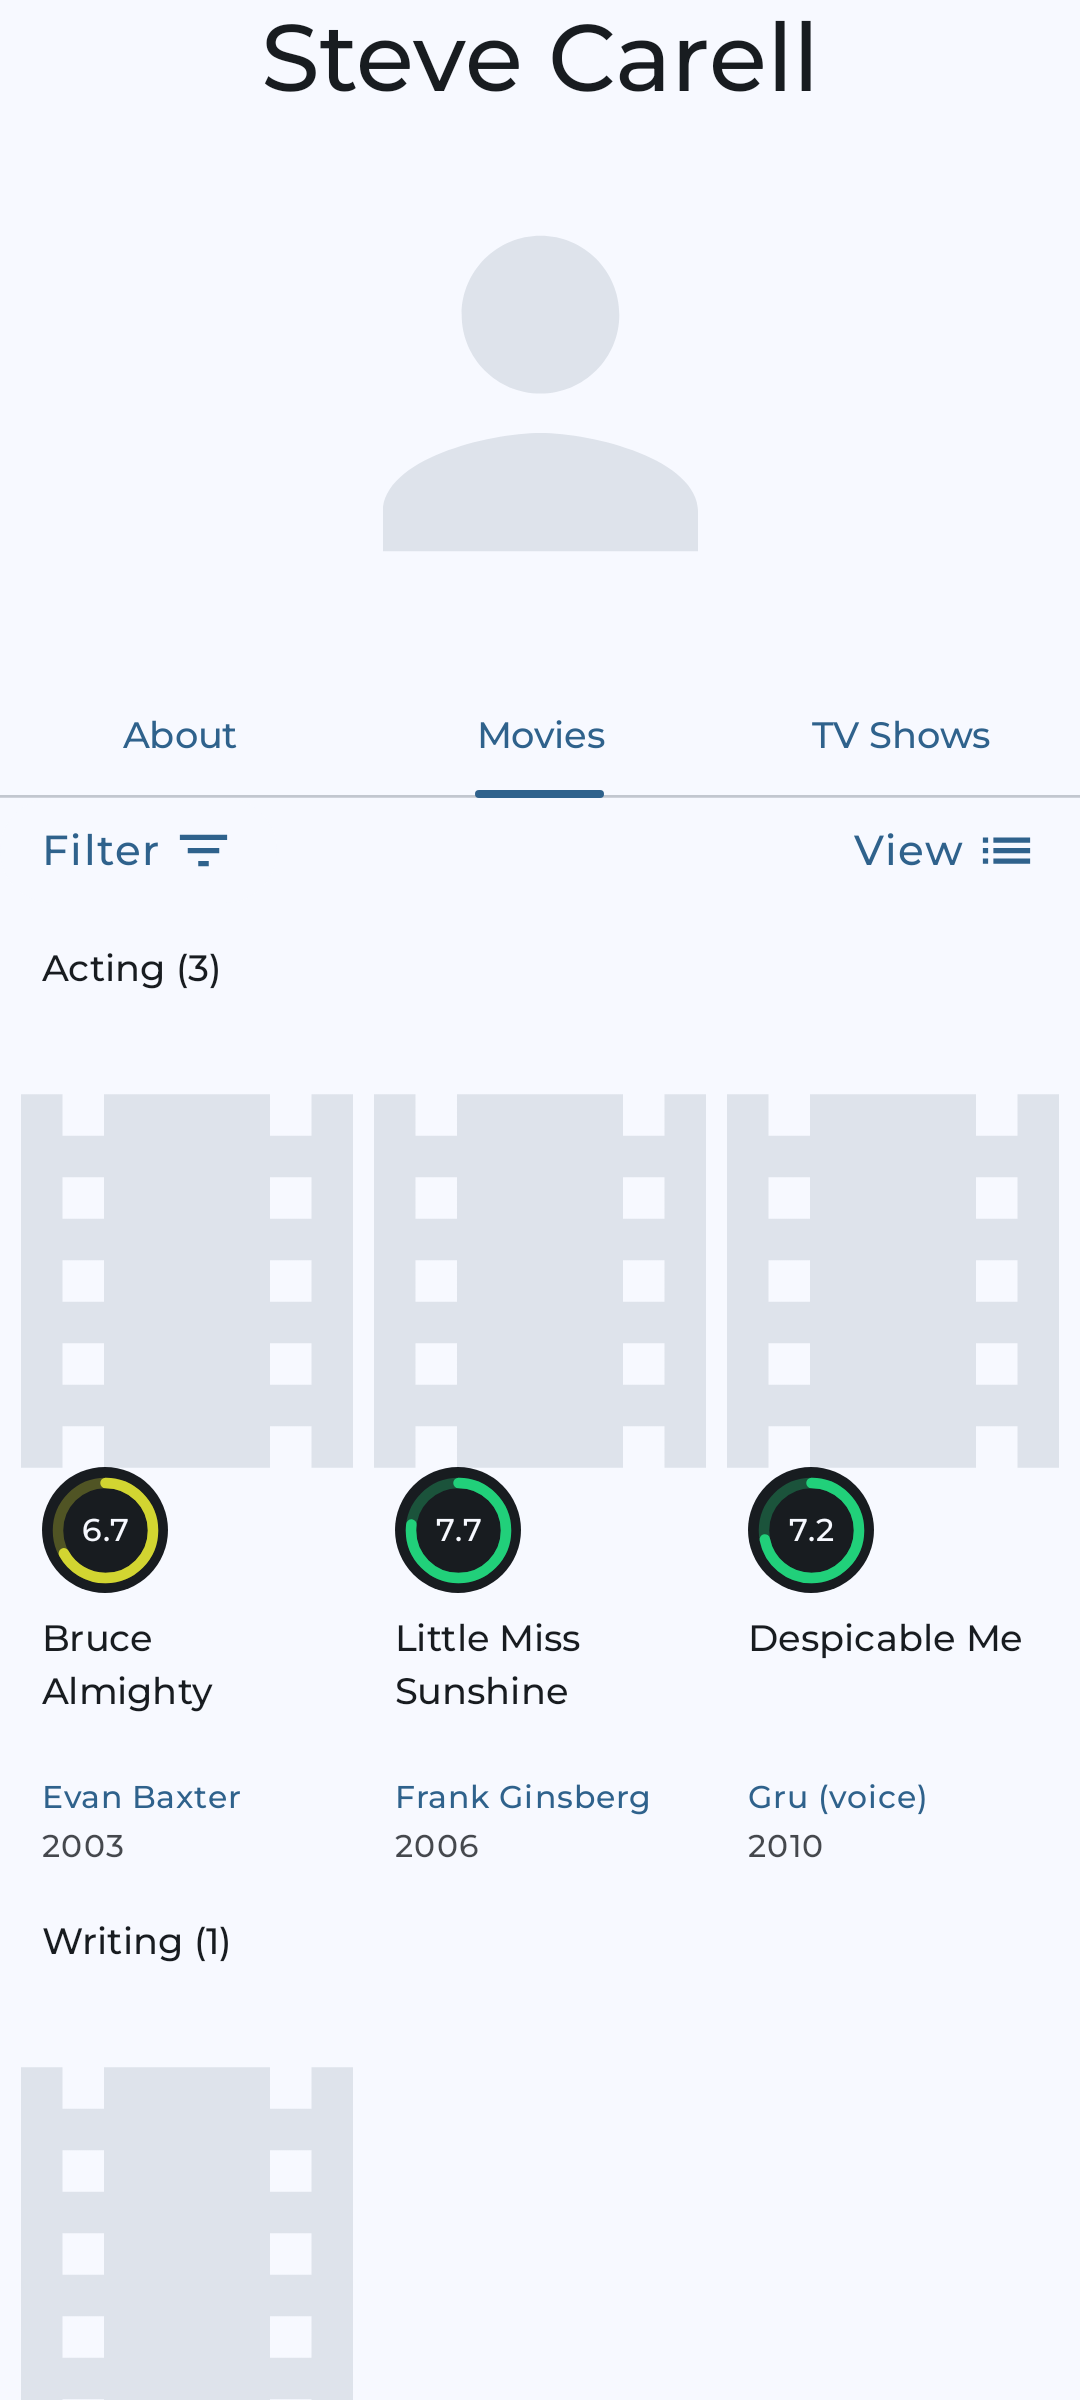 Steve Carell
About
Movies
TV Shows
Filter
View
Acting (3)
6.7
7.7
7.2
Bruce
Almighty
Little Miss
Sunshine
Despicable Me
Evan Baxter
2003
Frank Ginsberg
2006
Gru (voice)
2010
Writing (1)